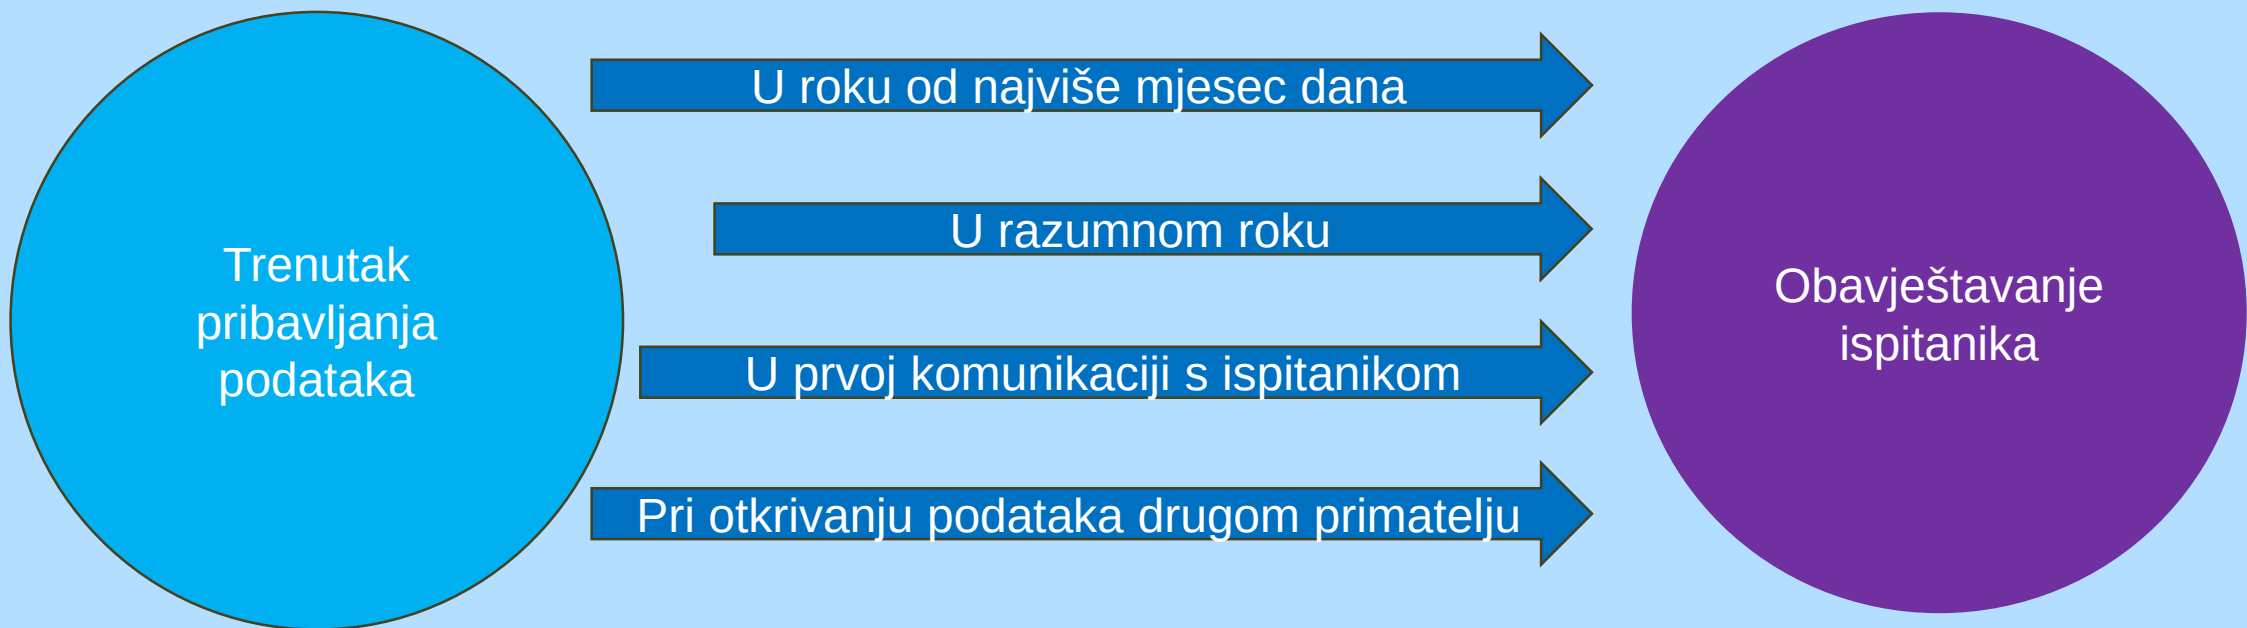 Trenutak
pribavljanja
podataka
U roku od najviše mjesec dana
U razumnom roku
U prvoj komunikaciji s ispitanikom
Pri otkrivanju podataka drugom primatelju
Obavještavanje
ispitanika